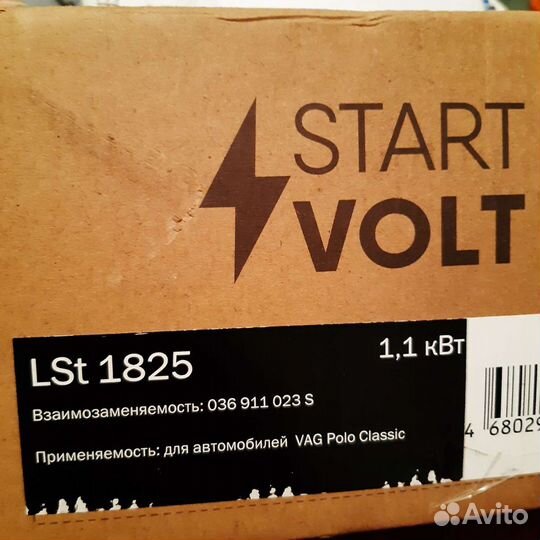 START
VOLT
LSt 1825
1,1 кВт
Взаимозаменяемость: 036 911 023 S
Применяемость: для автомобилей VAG Polo Classic
4 68029
Avito